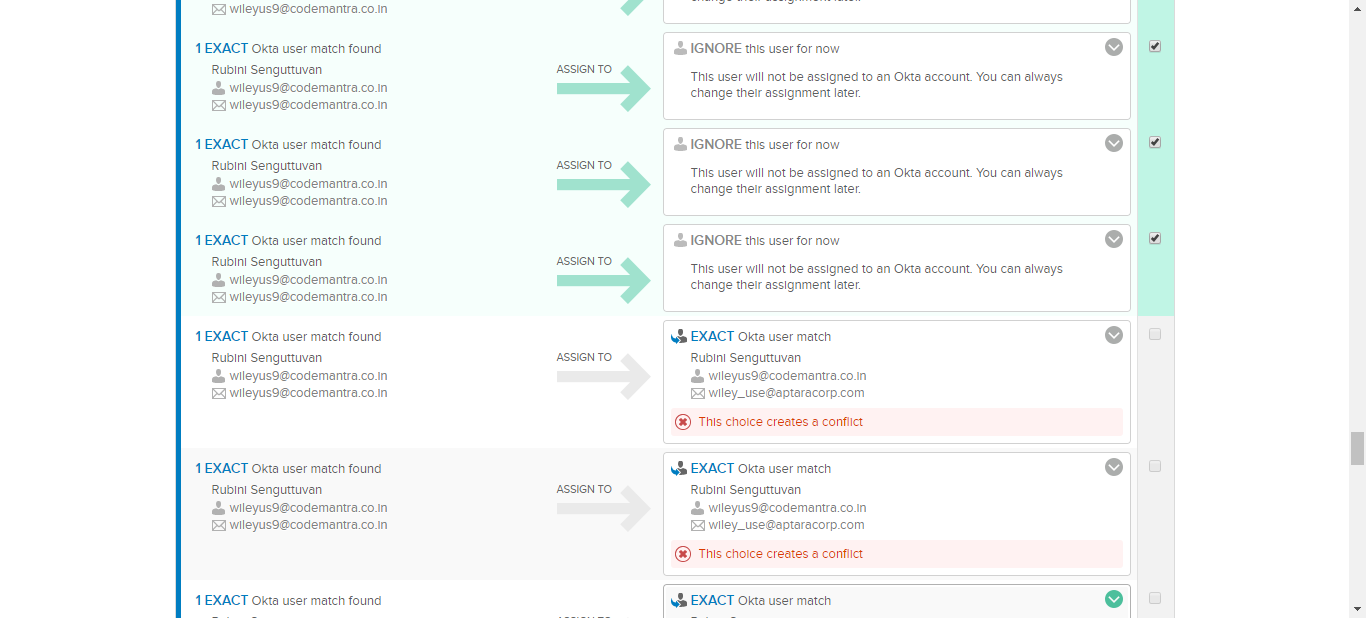 wileyus9@codemantra.co.in
change their assignment later.
1 EXACT Okta user match found
Rubini Senguttuvan
wileyus9@codemantra.co.in
wileyus9@codemantra.co.in
ASSIGN TO
IGNORE this user for now
This user will not be assigned to an Okta account. You can always
change their assignment later.
1 EXACT Okta user match found
Rubini Senguttuvan
wileyus9@codemantra.co.in
wileyus9@codemantra.co.in
ASSIGN TO
IGNORE this user for now
This user will not be assigned to an Okta account. You can always
change their assignment later.
1 EXACT Okta user match found
Rubini Senguttuvan
wileyus9@codemantra.co.in
wileyus9@codemantra.co.in
ASSIGN TO
IGNORE this user for now
This user will not be assigned to an Okta account. You can always
change their assignment later.
1 EXACT Okta user match found
Rubini Senguttuvan
wileyus9@codemantra.co.in
wileyus9@codemantra.co.in
ASSIGN TO
EXACT Okta user match
Rubini Senguttuvan
wileyus9@codemantra.co.in
wiley_use@aptaracorp.com
This choice creates a conflict
1 EXACT Okta user match found
Rubini Senguttuvan
wileyus9@codemantra.co.in
wileyus9@codemantra.co.in
ASSIGN TO
EXACT Okta user match
Rubini Senguttuvan
wileyus9@codemantra.co.in
wiley_use@aptaracorp.com
This choice creates a conflict
1 EXACT Okta user match found
EXACT Okta user match